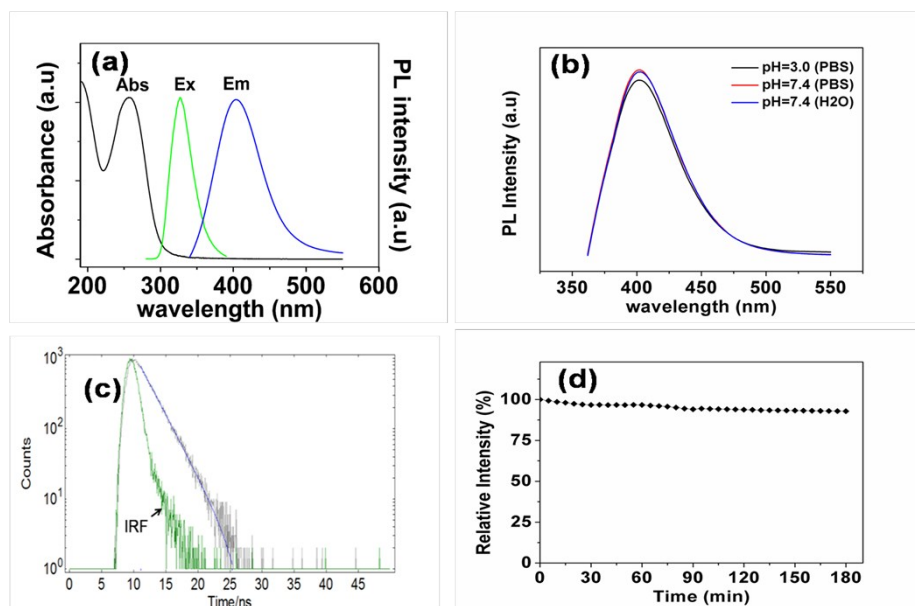 (a)
Abs Ex Em
Absorbance (a.u)
PL intensity (a.u)
200 300 400 500 600
wavelength (nm)
(b)
pH=3.0 (PBS)
pH=7.4 (PBS)
pH=7.4 (H2O)
PL Intensity (a.u)
350 400 450 500 550
wavelength (nm)
(c)
10³
10²
10¹
10⁰
Counts
IRF
0 5 10 15 20 25 30 35 40 45
Time/ns
(d)
100
75
50
25
0
Relative Intensity (%)
0 30 60 90 120 150 180
Time (min)